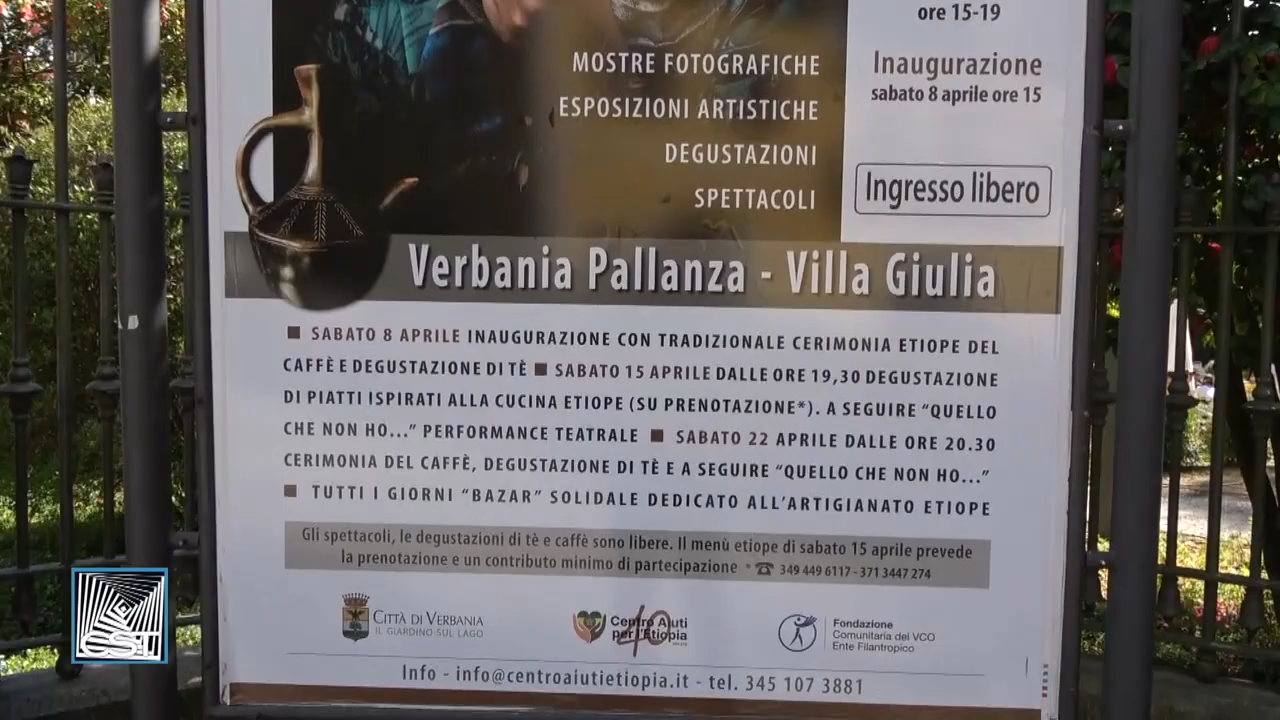 ore 15-19
MOSTRE FOTOGRAFICHE
ESPOSIZIONI ARTISTICHE
DEGUSTAZIONI
SPETTACOLI
Inaugurazione
sabato 8 aprile ore 15
Ingresso libero
Verbania Pallanza - Villa Giulia
■ SABATO 8 APRILE INAUGURAZIONE CON TRADIZIONALE CERIMONIA ETIOPE DEL
CAFFÈ E DEGUSTAZIONE DI TÈ ■ SABATO 15 APRILE DALLE ORE 19,30 DEGUSTAZIONE
DI PIATTI ISPIRATI ALLA CUCINA ETIOPE (SU PRENOTAZIONE*). A SEGUIRE “QUELLO
CHE NON HO...” PERFORMANCE TEATRALE ■ SABATO 22 APRILE DALLE ORE 20.30
CERIMONIA DEL CAFFÈ, DEGUSTAZIONE DI TÈ E A SEGUIRE “QUELLO CHE NON HO...”
■ TUTTI I GIORNI “BAZAR” SOLIDALE DEDICATO ALL’ARTIGIANATO ETIOPE
Gli spettacoli, le degustazioni di tè e caffè sono libere. Il menù etiope di sabato 15 aprile prevede
la prenotazione e un contributo minimo di partecipazione * ☎ 349 449 6117 - 371 3447 274
CITTÀ DI VERBANIA
IL GIARDINO SUL LAGO
Centro Aiuti
per l'Etiopia
40
Fondazione
Comunitaria del VCO
Ente Filantropico
Info - info@centroaiutietiopia.it - tel. 345 107 3881
CST